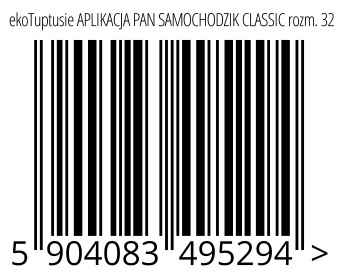 ekoTuptusie APLIKACJA PAN SAMOCHODZIK CLASSIC rozm. 32
5 904083 495294 >